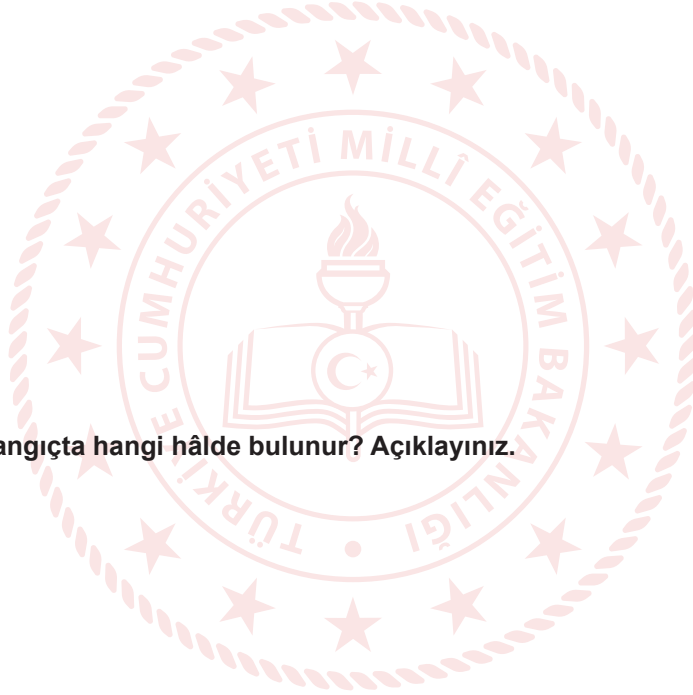 angıçta hangi hâlde bulunur? Açıklayınız.
TÜRKİYE CUMHURİYETİ MİLLÎ EĞİTİM BAKANLIĞI